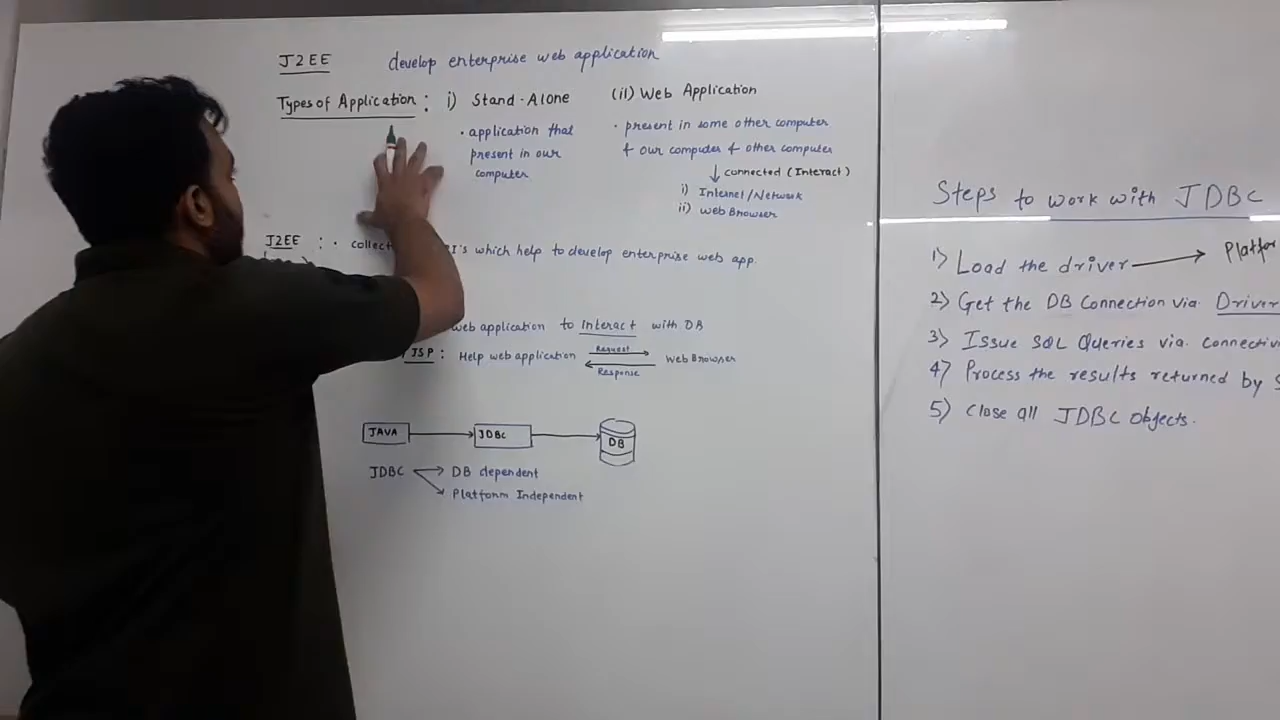 J2EE develop enterprise web application
Types of Application : i) Stand-Alone (ii) Web Application
• application that present in our computer
• present in some other computer
& our computer & other computer
↓ connected (Interact)
i) Internet/Network
ii) Web Browser
J2EE : • collect I's which help to develop enterprise web app.
web application to interact with DB
JSP : Help web application Request Response Web Browser
JAVA JDBC DB
JDBC DB dependent
Platform Independent
Steps to work with JDBC
1) Load the driver → Platfor
2) Get the DB Connection via Driver
3) Issue SQL Queries via connectio
4) Process the results returned by S
5) Close all JDBC Objects.